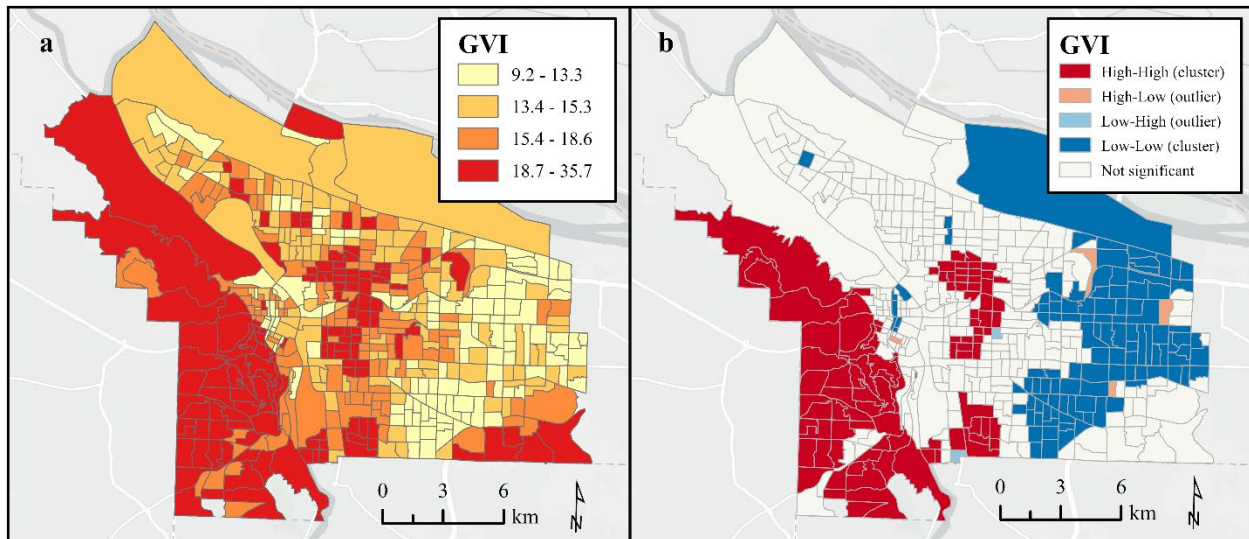 a
GVI
9.2 - 13.3
13.4 - 15.3
15.4 - 18.6
18.7 - 35.7
0 3 6
km
N
b
GVI
High-High (cluster)
High-Low (outlier)
Low-High (outlier)
Low-Low (cluster)
Not significant
0 3 6
km
N